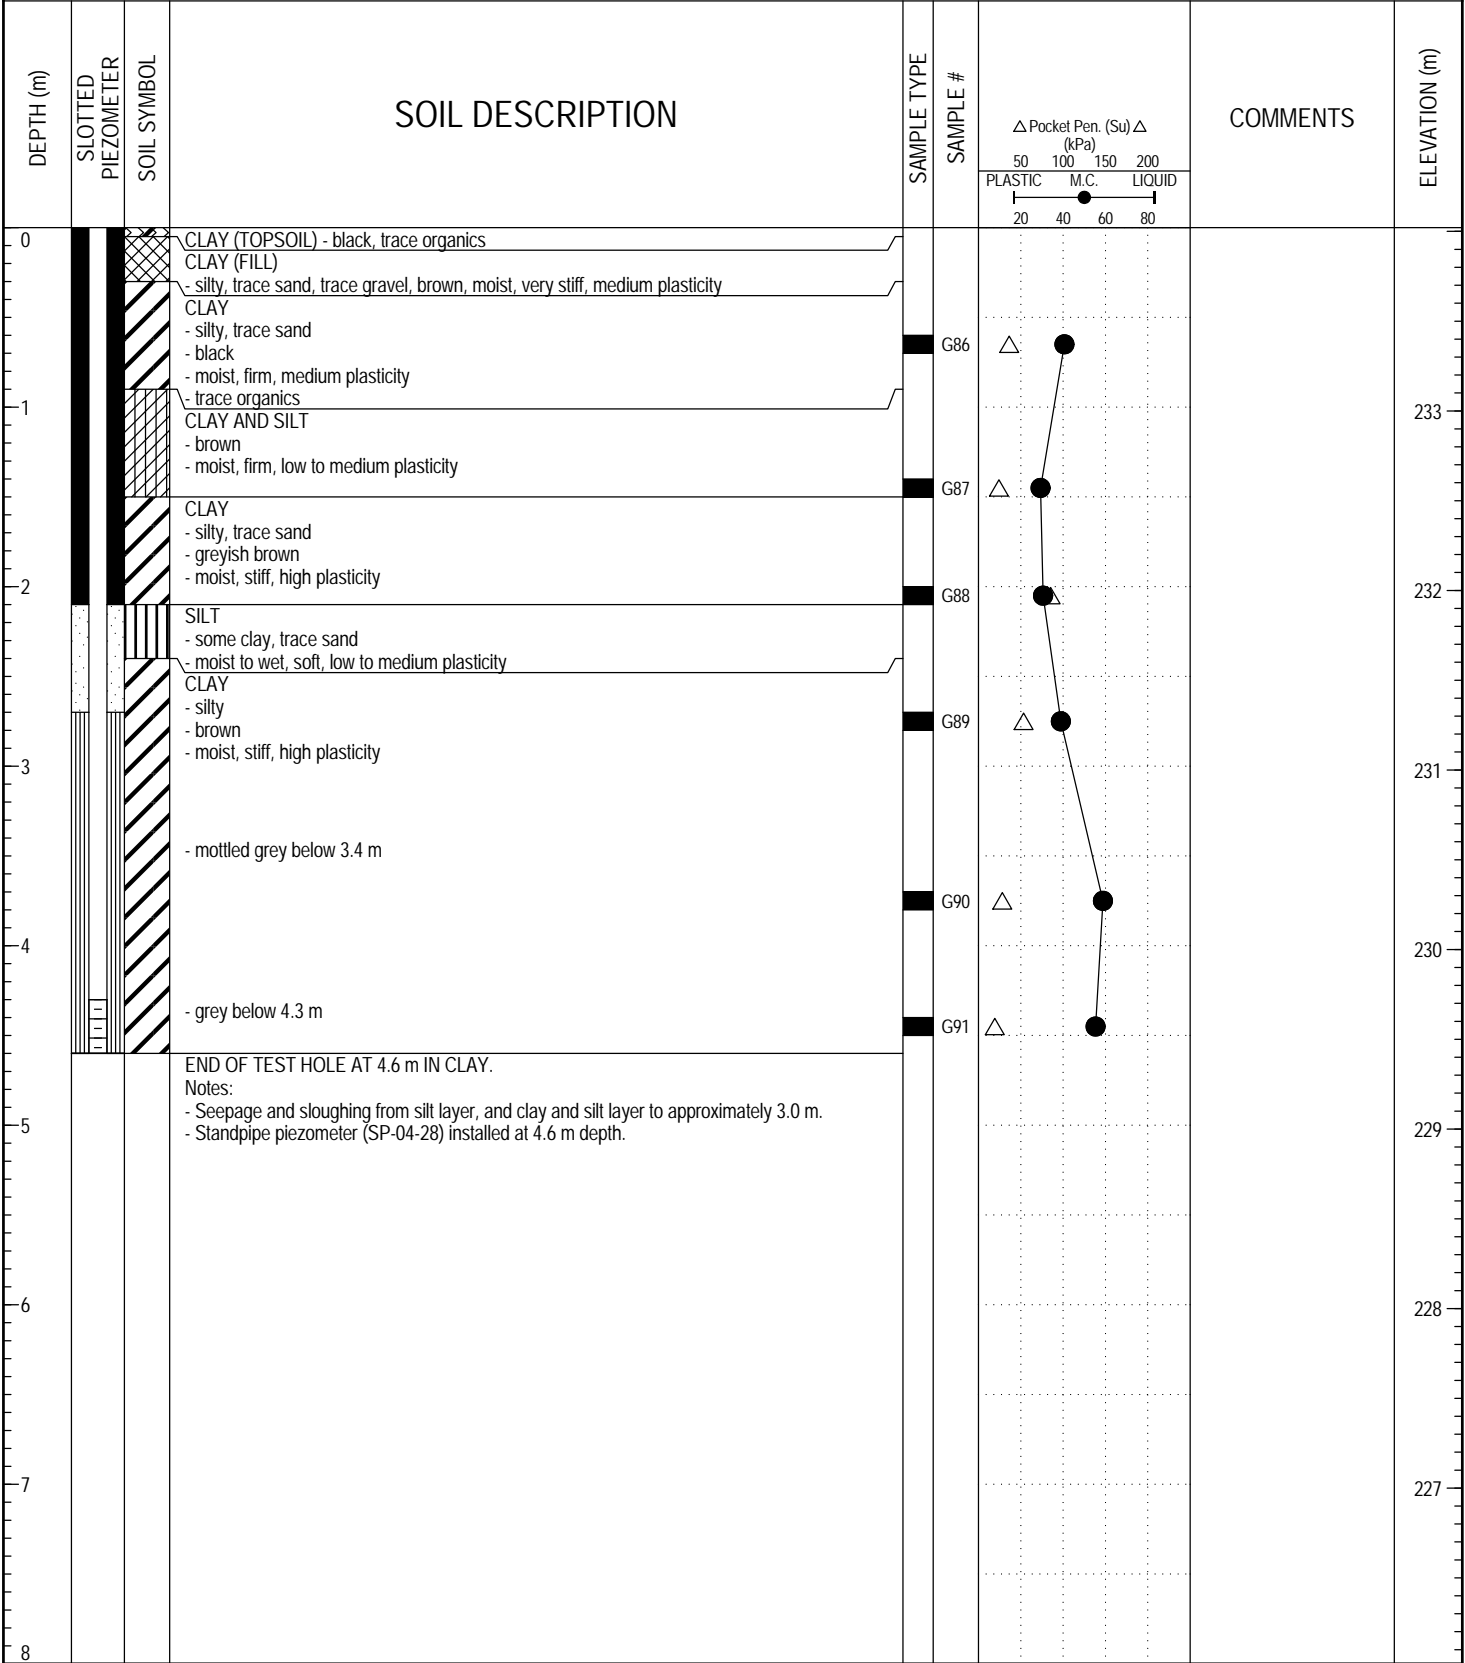 DEPTH (m)
SLOTTED
PIEZOMETER
SOIL SYMBOL
SOIL DESCRIPTION
SAMPLE TYPE
SAMPLE #
△ Pocket Pen. (Su) △
(kPa)
50 100 150 200
PLASTIC M.C. LIQUID
20 40 60 80
COMMENTS
ELEVATION (m)
0
CLAY (TOPSOIL) - black, trace organics
CLAY (FILL)
- silty, trace sand, trace gravel, brown, moist, very stiff, medium plasticity
CLAY
- silty, trace sand
G86
- black
- moist, firm, medium plasticity
- trace organics
1
233
CLAY AND SILT
- brown
- moist, firm, low to medium plasticity
G87
CLAY
- silty, trace sand
- greyish brown
- moist, stiff, high plasticity
2
G88
232
SILT
- some clay, trace sand
- moist to wet, soft, low to medium plasticity
CLAY
- silty
G89
- brown
- moist, stiff, high plasticity
3
231
- mottled grey below 3.4 m
G90
4
230
- grey below 4.3 m
G91
END OF TEST HOLE AT 4.6 m IN CLAY.
Notes:
- Seepage and sloughing from silt layer, and clay and silt layer to approximately 3.0 m.
5
229
- Standpipe piezometer (SP-04-28) installed at 4.6 m depth.
6
228
7
227
8